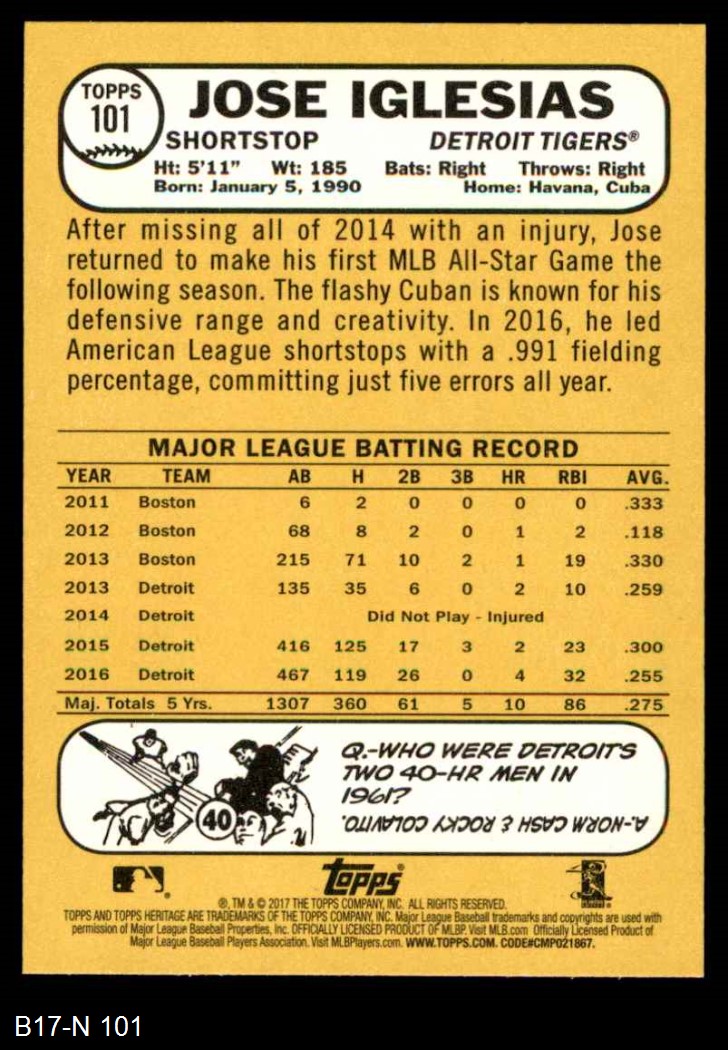 TOPPS
101
JOSE IGLESIAS
SHORTSTOP DETROIT TIGERS®
Ht: 5'11" Wt: 185 Bats: Right Throws: Right
Born: January 5, 1990 Home: Havana, Cuba
After missing all of 2014 with an injury, Jose
returned to make his first MLB All-Star Game the
following season. The flashy Cuban is known for his
defensive range and creativity. In 2016, he led
American League shortstops with a .991 fielding
percentage, committing just five errors all year.
MAJOR LEAGUE BATTING RECORD
YEAR TEAM AB H 2B 3B HR RBI AVG.
2011 Boston 6 2 0 0 0 0 .333
2012 Boston 68 8 2 0 1 2 .118
2013 Boston 215 71 10 2 1 19 .330
2013 Detroit 135 35 6 0 2 10 .259
2014 Detroit Did Not Play - Injured
2015 Detroit 416 125 17 3 2 23 .300
2016 Detroit 467 119 26 0 4 32 .255
Maj. Totals 5 Yrs. 1307 360 61 5 10 86 .275
40
Q.-WHO WERE DETROIT'S
TWO 40-HR MEN IN
1961?
A.-NORM CASH & ROCKY COLAVITO.
Topps®
®, TM & © 2017 THE TOPPS COMPANY, INC. ALL RIGHTS RESERVED.
TOPPS AND TOPPS HERITAGE ARE TRADEMARKS OF THE TOPPS COMPANY, INC. Major League Baseball trademarks and copyrights are used with
permission of Major League Baseball Properties, Inc. OFFICIALLY LICENSED PRODUCT OF MLBP. Visit MLB.com Officially Licensed Product of
Major League Baseball Players Association. Visit MLBPlayers.com. WWW.TOPPS.COM. CODE#CMP021867.
B17-N 101